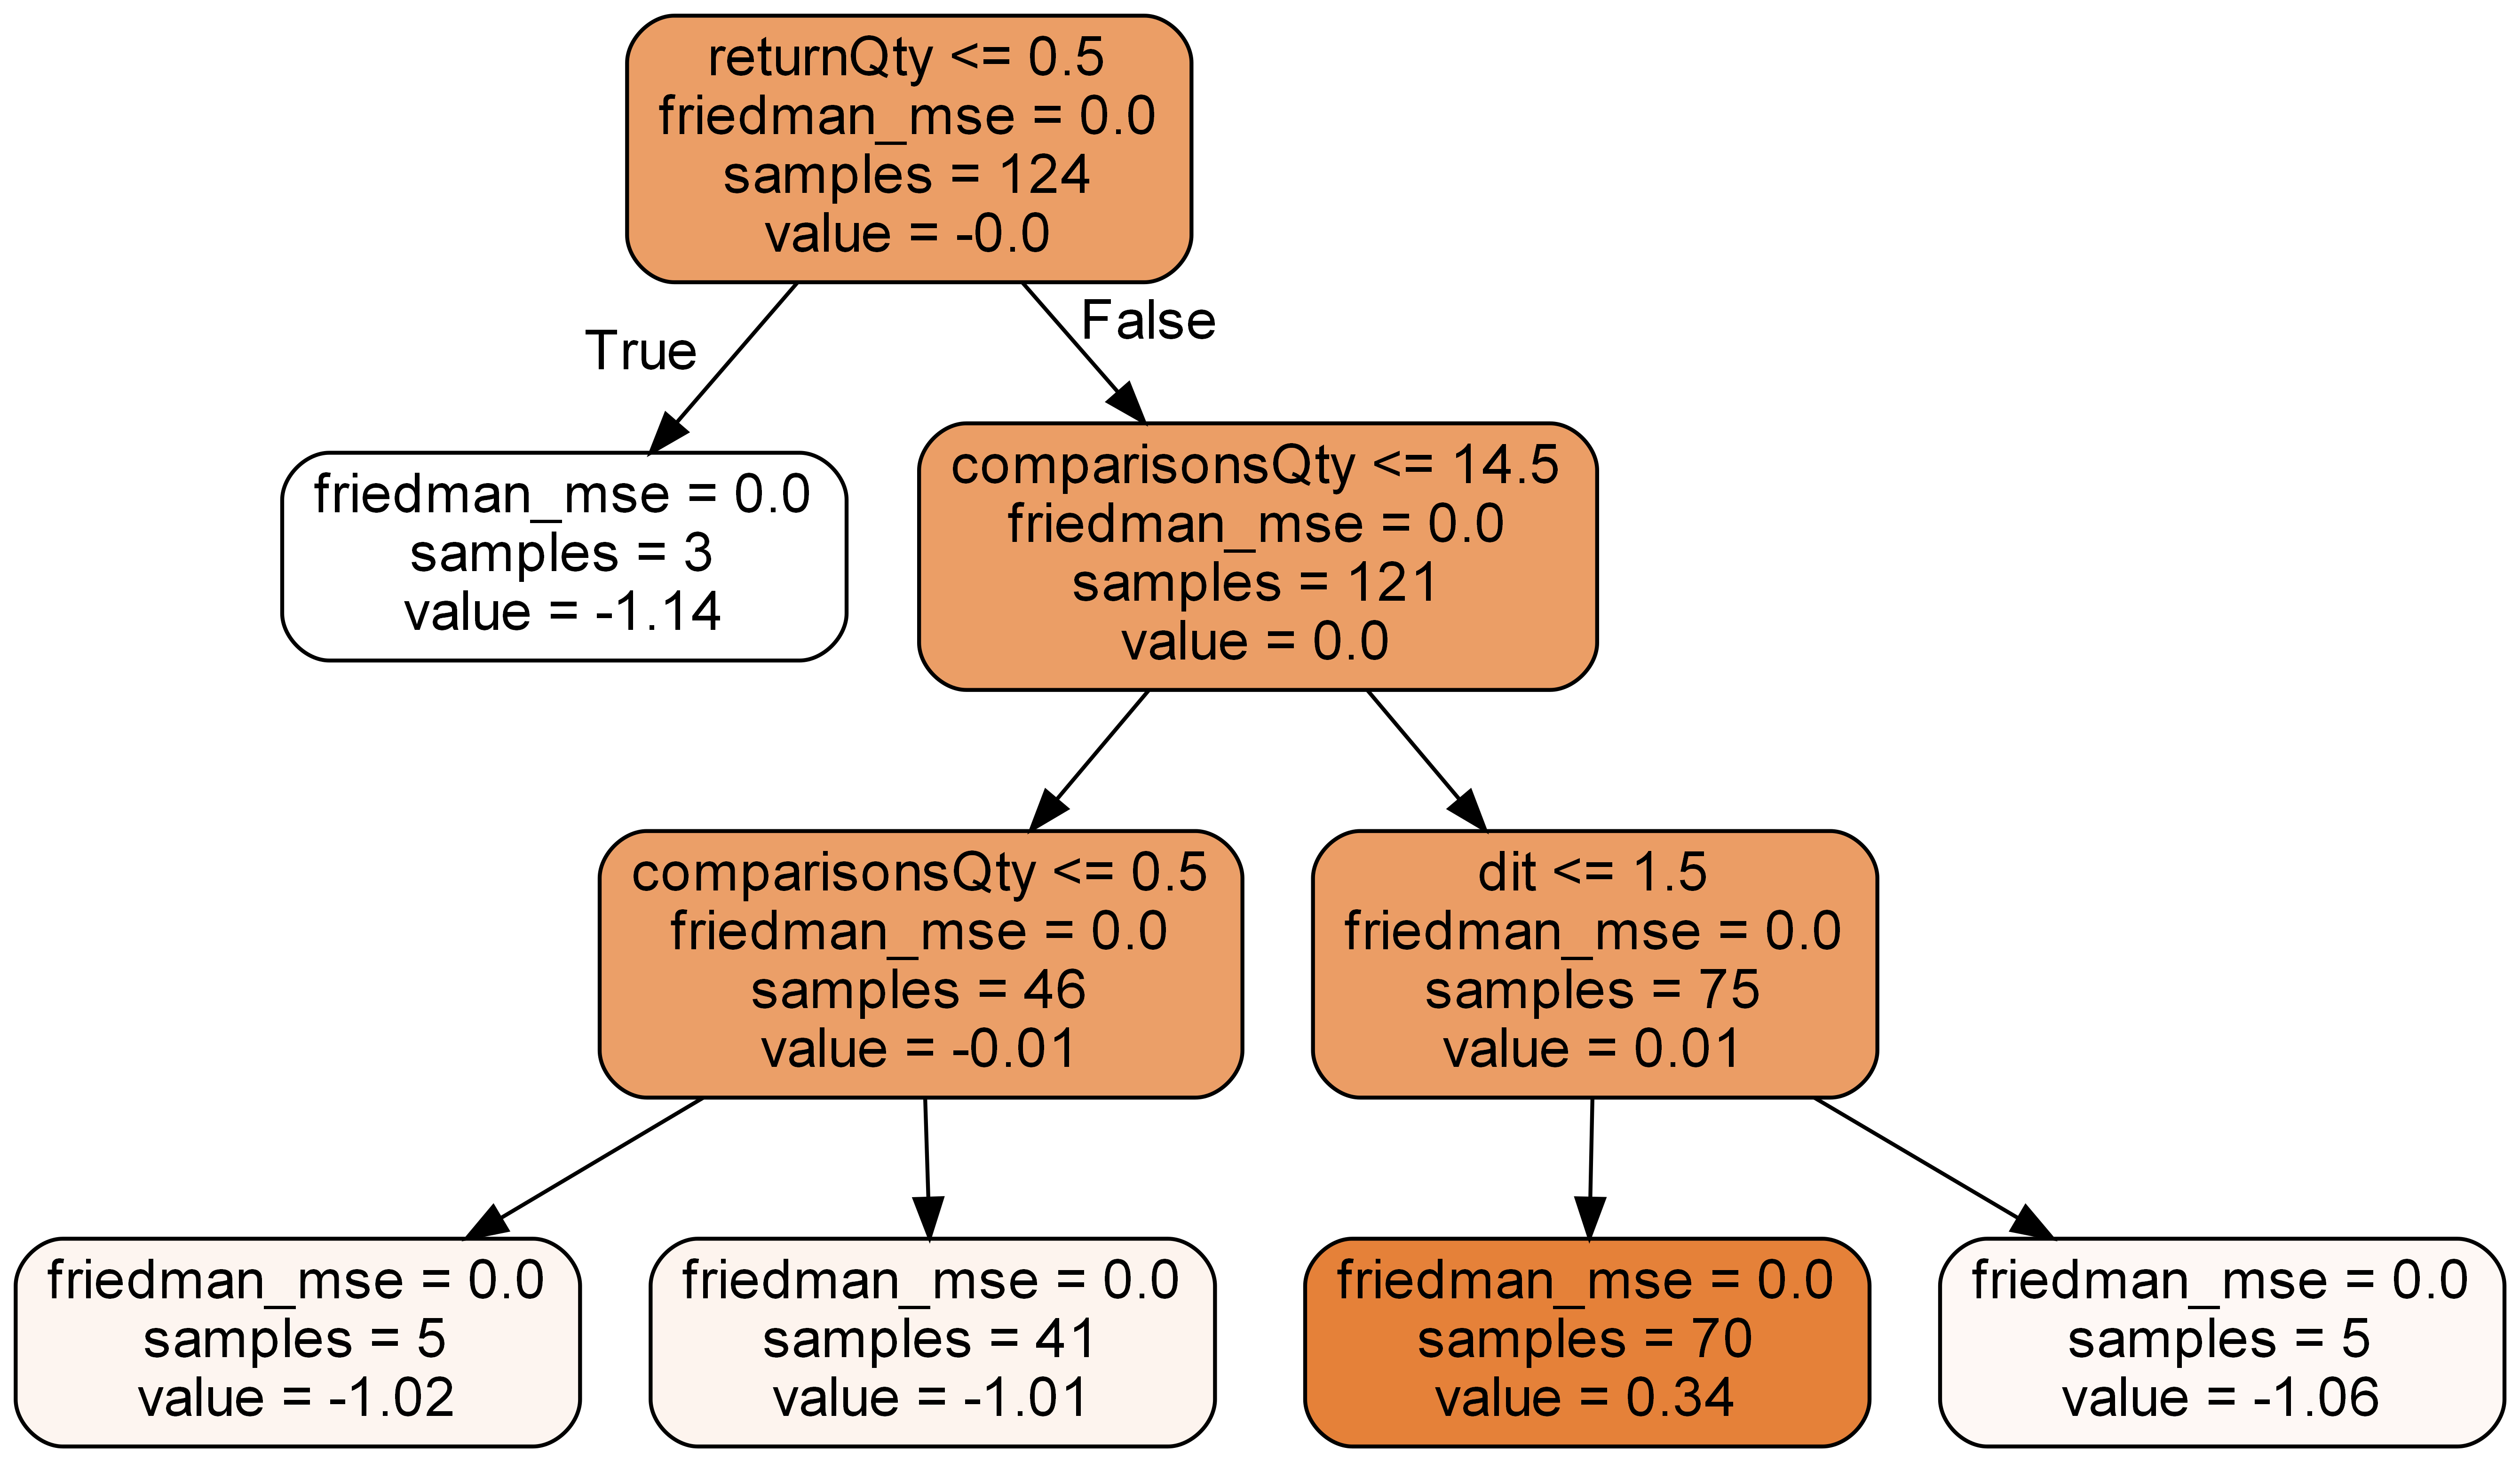 returnQty <= 0.5
friedman_mse = 0.0
samples = 124
value = -0.0
True
False
friedman_mse = 0.0
samples = 3
value = -1.14
comparisonsQty <= 14.5
friedman_mse = 0.0
samples = 121
value = 0.0
comparisonsQty <= 0.5
friedman_mse = 0.0
samples = 46
value = -0.01
dit <= 1.5
friedman_mse = 0.0
samples = 75
value = 0.01
friedman_mse = 0.0
samples = 5
value = -1.02
friedman_mse = 0.0
samples = 41
value = -1.01
friedman_mse = 0.0
samples = 70
value = 0.34
friedman_mse = 0.0
samples = 5
value = -1.06